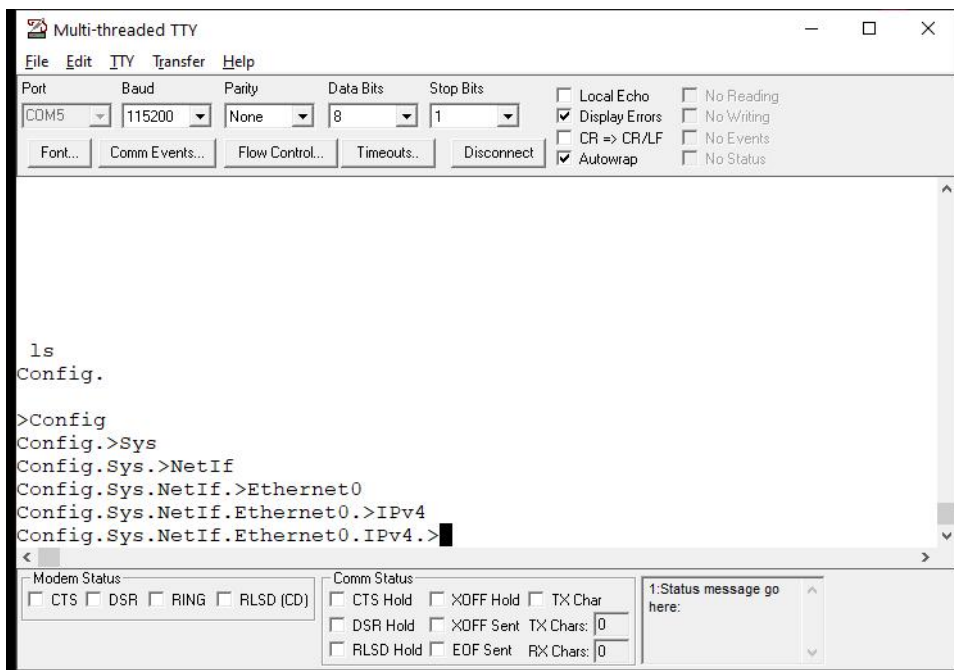 Multi-threaded TTY
File Edit TTY Transfer Help
Port Baud Parity Data Bits Stop Bits
COM5 115200 None 8 1
Local Echo No Reading
Display Errors No Writing
CR => CR/LF No Events
Autowrap No Status
Font... Comm Events... Flow Control... Timeouts.. Disconnect
ls
Config.
>Config
Config.>Sys
Config.Sys.>NetIf
Config.Sys.NetIf.>Ethernet0
Config.Sys.NetIf.Ethernet0.>IPv4
Config.Sys.NetIf.Ethernet0.IPv4.>
Modem Status
CTS DSR RING RLSD (CD)
Comm Status
CTS Hold XOFF Hold TX Char
DSR Hold XOFF Sent TX Chars: 0
RLSD Hold EOF Sent RX Chars: 0
1:Status message go
here: